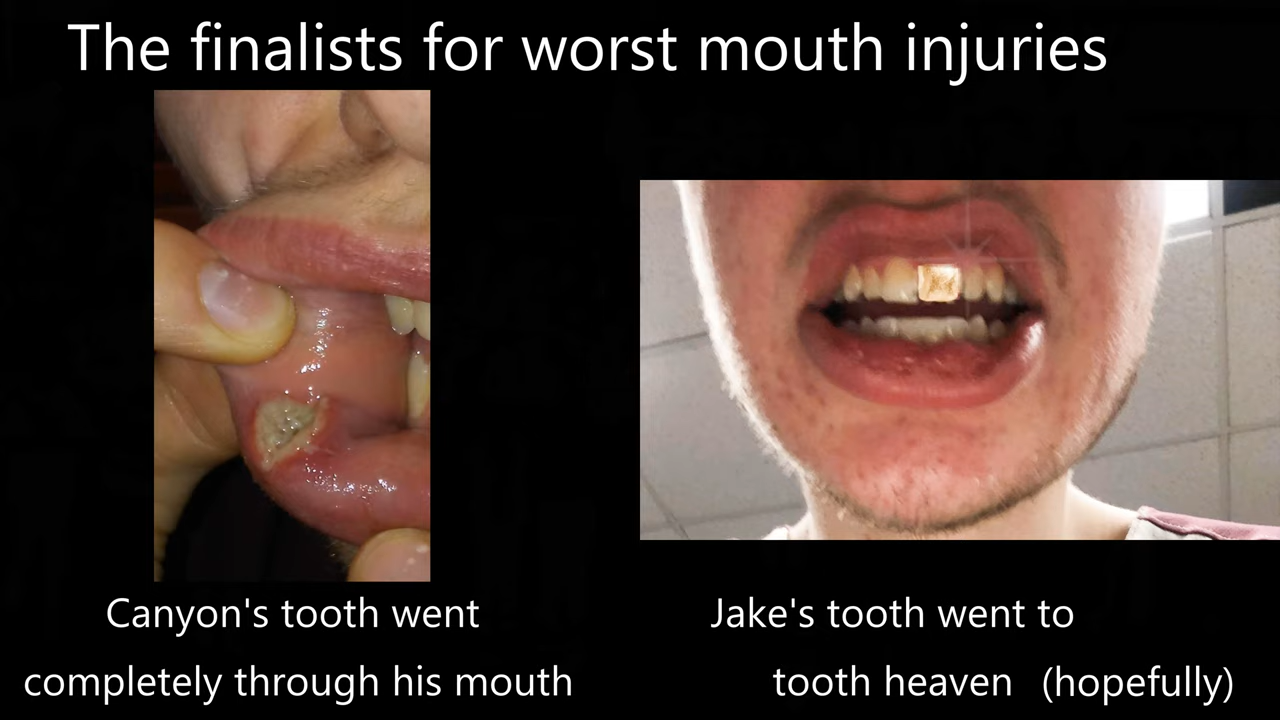 The finalists for worst mouth injuries
Canyon's tooth went
completely through his mouth
Jake's tooth went to
tooth heaven (hopefully)